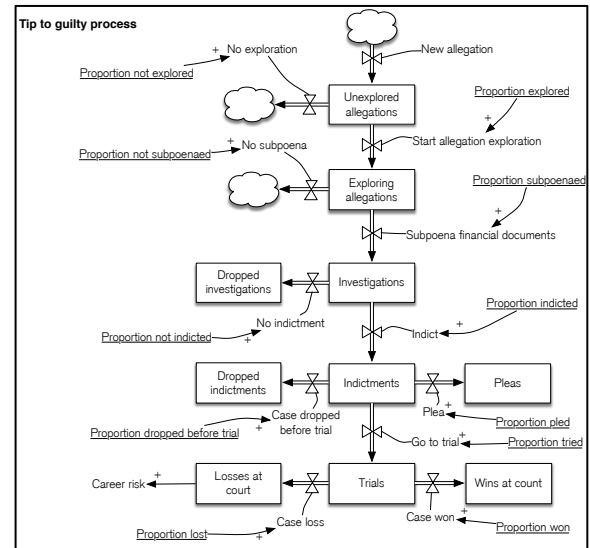 Tip to guilty process
New allegation
+
No exploration
Proportion not explored
Unexplored
allegations
Proportion explored
+
Start allegation exploration
+
No subpoena
Proportion not subpoenaed
Exploring
allegations
Proportion subpoenaed
+
Subpoena financial documents
Dropped
investigations
Investigations
No indictment
Proportion not indicted
+
Proportion indicted
+
Indict
Dropped
indictments
Indictments
Pleas
Case dropped
before trial
Proportion dropped before trial
+
Plea
+
Proportion pled
Go to trial
+
Proportion tried
+
Career risk
Losses at
court
Trials
Wins at count
Case loss
Proportion lost
+
Case won
+
Proportion won